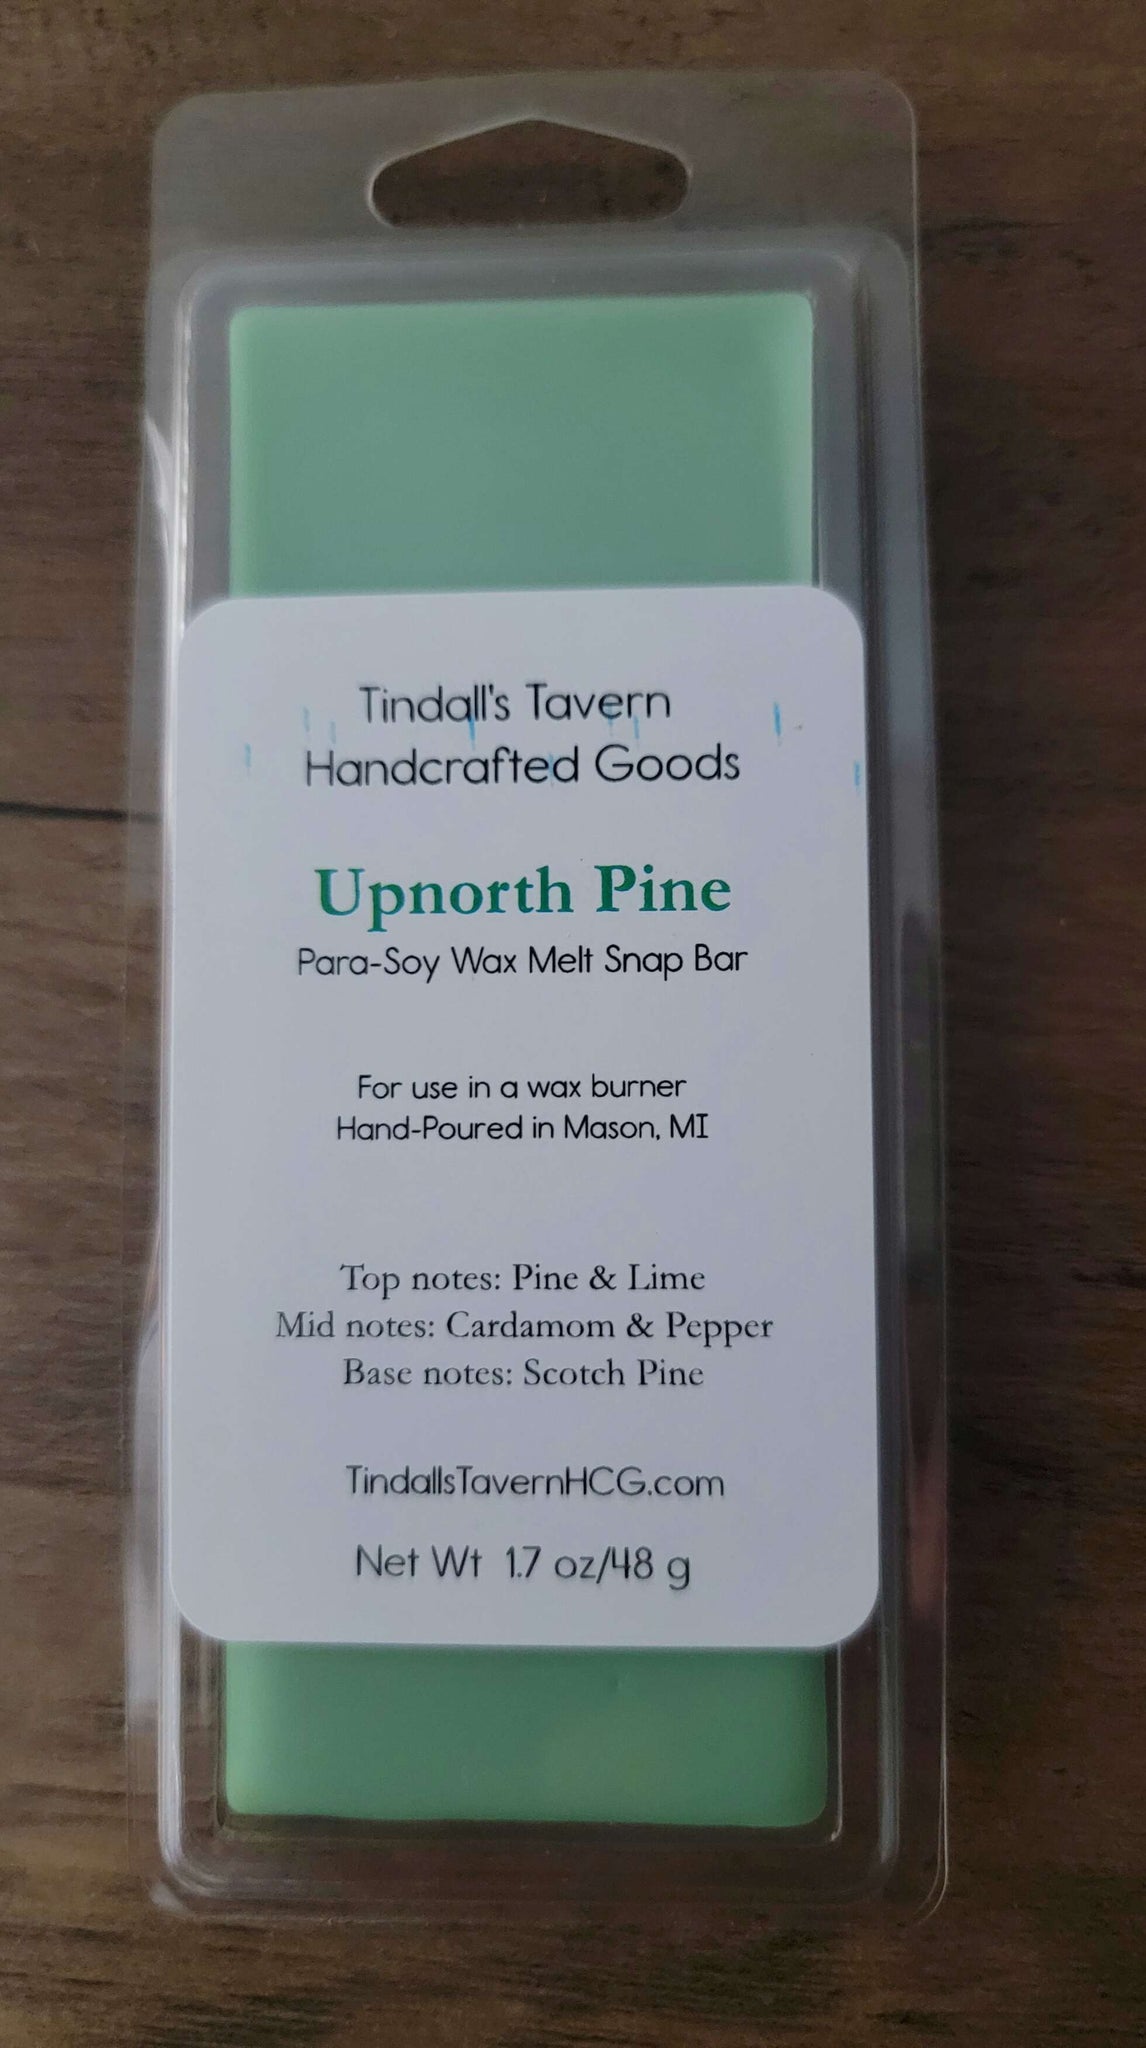 Tindall's Tavern
Handcrafted Goods
Upnorth Pine
Para-Soy Wax Melt Snap Bar
For use in a wax burner
Hand-Poured in Mason, MI
Top notes: Pine & Lime
Mid notes: Cardamom & Pepper
Base notes: Scotch Pine
TindallsTavernHCG.com
Net Wt 1.7 oz/48 g